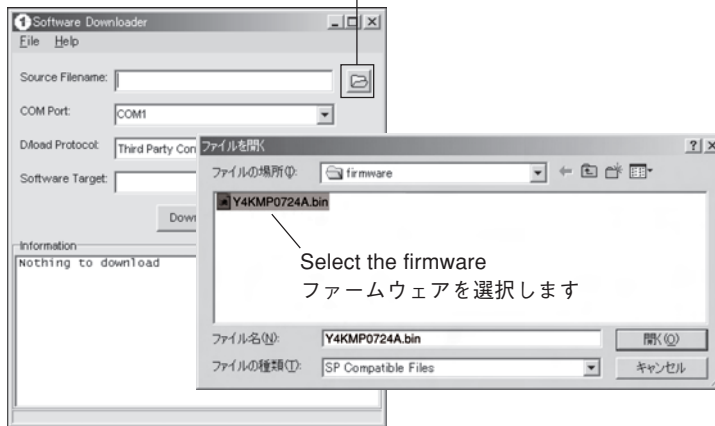 1 Software Downloader
File Help
Source Filename:
COM Port: COM1
D/load Protocol: Third Party Con
Software Target:
Down
Information
Nothing to download
ファイルを開く
ファイルの場所(I): firmware
Y4KMP0724A.bin
Select the firmware
ファームウェアを選択します
ファイル名(N): Y4KMP0724A.bin 開く(O)
ファイルの種類(T): SP Compatible Files キャンセル